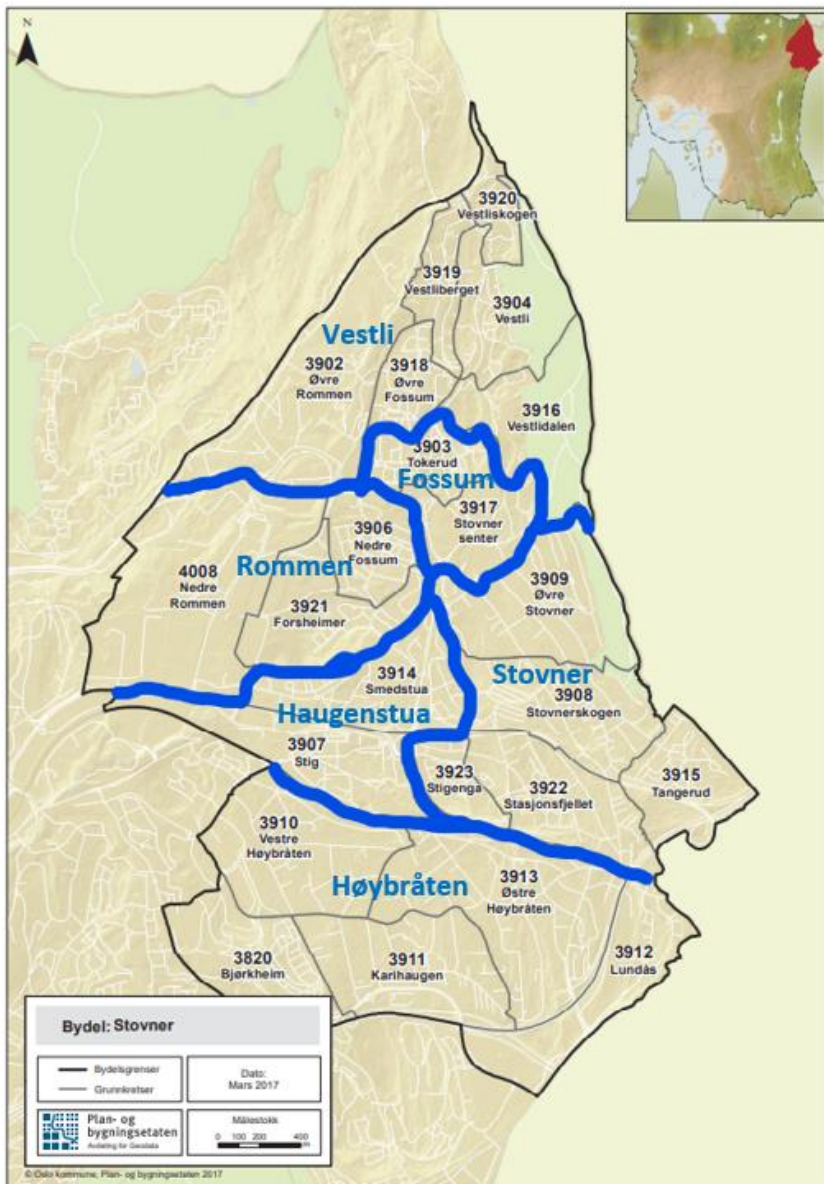 N
3920
Vestliskogen
3919
Vestliberget
3904
Vestli
Vestli
3902
Øvre
Rommen
3918
Øvre
Fossum
3916
Vestlidalen
3903
Tokerud
Fossum
3917
Stovner
senter
3906
Nedre
Fossum
Rommen
4008
Nedre
Rommen
3921
Forsheimer
3909
Øvre
Stovner
3914
Smedstua
Stovner
3908
Stovnerskogen
Haugenstua
3907
Stig
3923
Stigenga
3922
Stasjonsfjellet
3915
Tangerud
3910
Vestre
Høybråten
Høybråten
3913
Østre
Høybråten
3820
Bjørkheim
3911
Karlhaugen
3912
Lundås
Bydel: Stovner
Bydelsgrenser
Grunnkretser
Dato:
Mars 2017
Plan- og
bygningsetaten
Avdeling for Geodata
Målestokk
0 100 200 400
m
© Oslo kommune, Plan- og bygningsetaten 2017